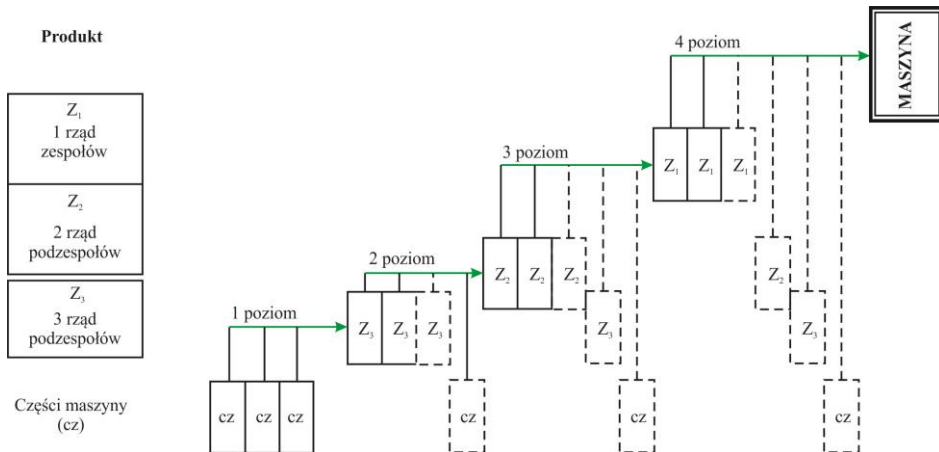 Produkt
Z₁
1 rząd
zespołów
Z₂
2 rząd
podzespołów
Z₃
3 rząd
podzespołów
Części maszyny
(cz)
4 poziom
MASZYNA
Z₁ Z₁ Z₁
3 poziom
Z₂ Z₂ Z₂
Z₂
2 poziom
Z₃
Z₃
1 poziom
Z₃ Z₃ Z₃
cz cz cz
cz
cz
cz